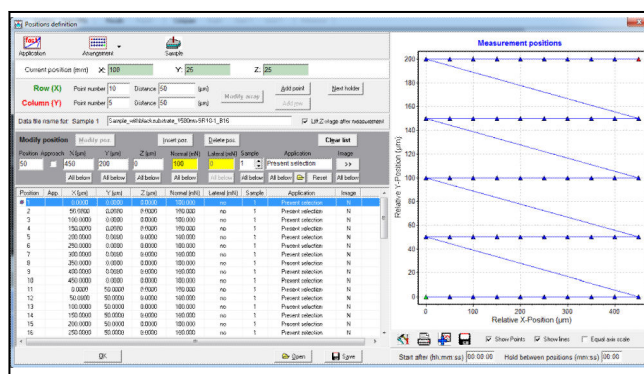 Positions definition
Application
Arrangement
Sample
Current position (mm) X: 100 Y: 25 Z: 25
Row (X) Point number 10 Distance 50 (µm) Modify array Add point Next holder
Column (Y) Point number 5 Distance 50 (µm)
Data file name for: Sample 1 Lift Z stage after measurement
Modify position Modify pos. Insert pos. Delete pos. Clear list
Position Approach X (µm) Y (µm) Z (µm) Normal (mN) Lateral (mN) Sample Application Image
50 450 200 0 100 0 1 Present selection >>
All below All below All below All below All below All below All below Reset All below
Position App. X (µm) Y (µm) Z (µm) Normal (mN) Lateral (mN) Sample Application Image
1 0.0000 0.0000 0.0000 100.000 no 1 Present selection N
2 50.0000 0.0000 0.0000 100.000 no 1 Present selection N
3 100.0000 0.0000 0.0000 100.000 no 1 Present selection N
4 150.0000 0.0000 0.0000 100.000 no 1 Present selection N
5 200.0000 0.0000 0.0000 100.000 no 1 Present selection N
6 250.0000 0.0000 0.0000 100.000 no 1 Present selection N
7 300.0000 0.0000 0.0000 100.000 no 1 Present selection N
8 350.0000 0.0000 0.0000 100.000 no 1 Present selection N
9 400.0000 0.0000 0.0000 100.000 no 1 Present selection N
10 450.0000 0.0000 0.0000 100.000 no 1 Present selection N
11 0.0000 50.0000 0.0000 100.000 no 1 Present selection N
12 50.0000 50.0000 0.0000 100.000 no 1 Present selection N
13 100.0000 50.0000 0.0000 100.000 no 1 Present selection N
14 150.0000 50.0000 0.0000 100.000 no 1 Present selection N
15 200.0000 50.0000 0.0000 100.000 no 1 Present selection N
16 250.0000 50.0000 0.0000 100.000 no 1 Present selection N
OK Open Save
Measurement positions
Relative Y-Position (µm)
200
150
100
50
0
0 100 200 300 400
Relative X-Position (µm)
Show Points Show lines Equal axis scale
Start after (hh:mm:ss) 00:00:00 Hold between positions (mm:ss) 00:00